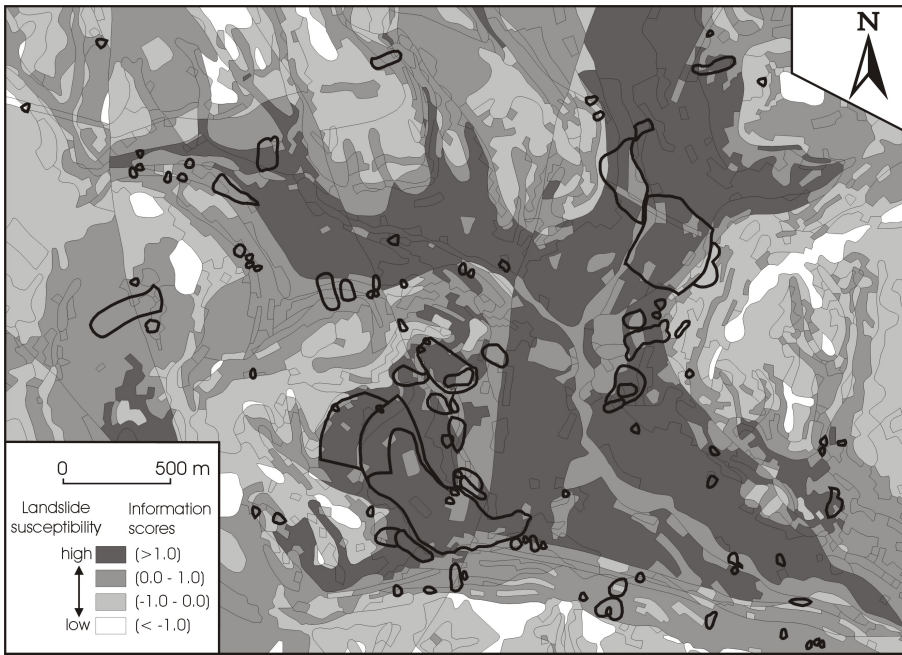 N
0 500 m
Landslide susceptibility
Information scores
high (>1.0)
(0.0 - 1.0)
(-1.0 - 0.0)
low (< -1.0)